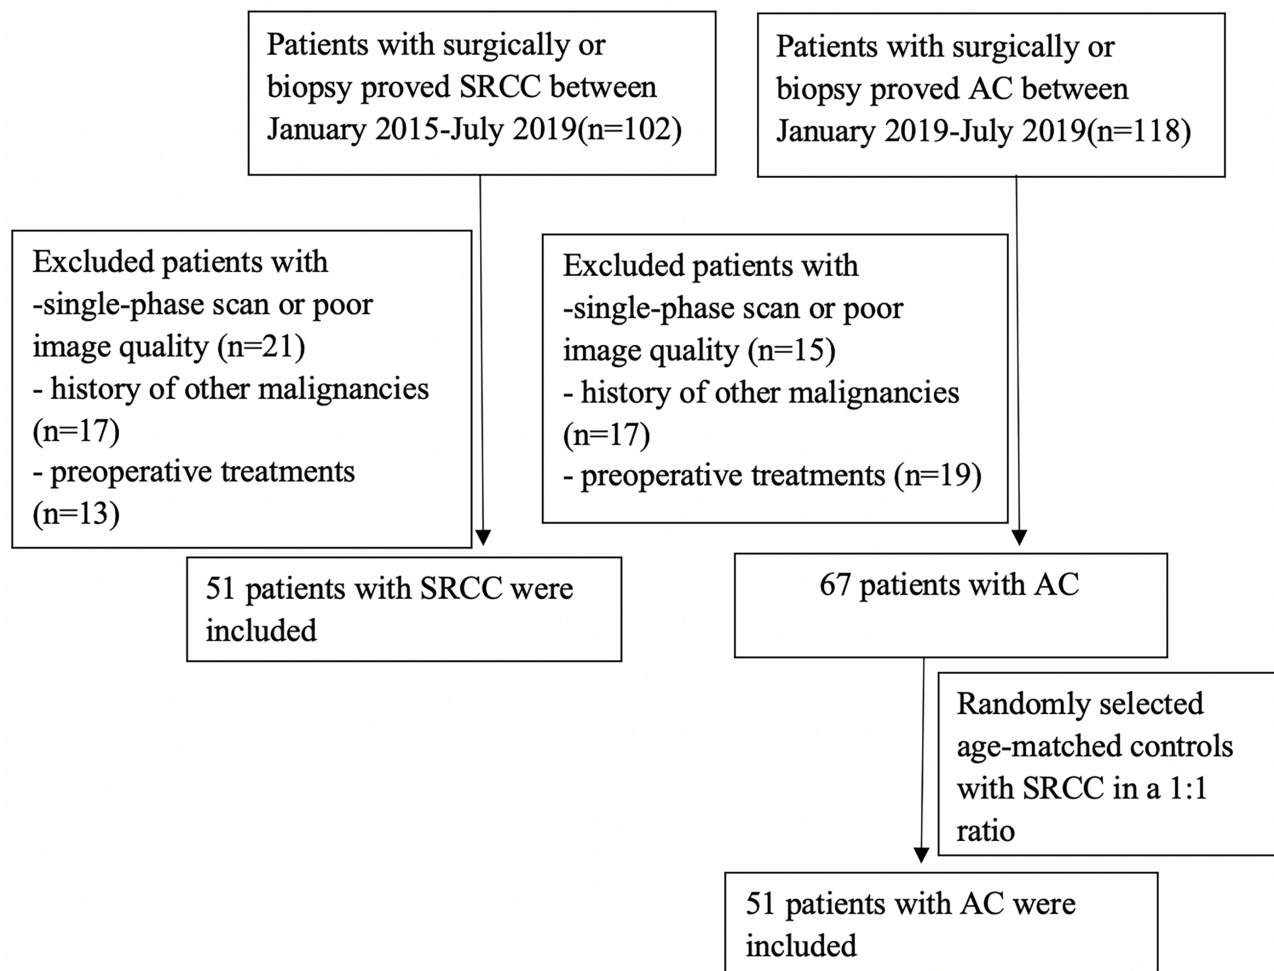 Patients with surgically or
biopsy proved SRCC between
January 2015-July 2019(n=102)
Patients with surgically or
biopsy proved AC between
January 2019-July 2019(n=118)
Excluded patients with
-single-phase scan or poor
image quality (n=21)
- history of other malignancies
(n=17)
- preoperative treatments
(n=13)
Excluded patients with
-single-phase scan or poor
image quality (n=15)
- history of other malignancies
(n=17)
- preoperative treatments (n=19)
51 patients with SRCC were
included
67 patients with AC
Randomly selected
age-matched controls
with SRCC in a 1:1
ratio
51 patients with AC were
included